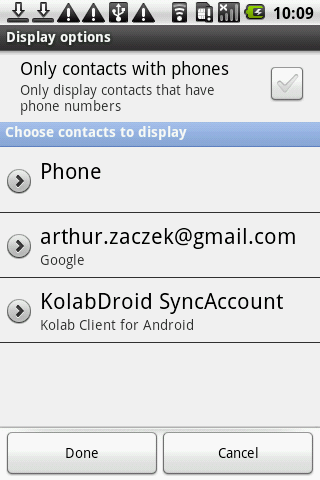 10:09
Display options
Only contacts with phones
Only display contacts that have
phone numbers
Choose contacts to display
Phone
arthur.zaczek@gmail.com
Google
KolabDroid SyncAccount
Kolab Client for Android
Done
Cancel